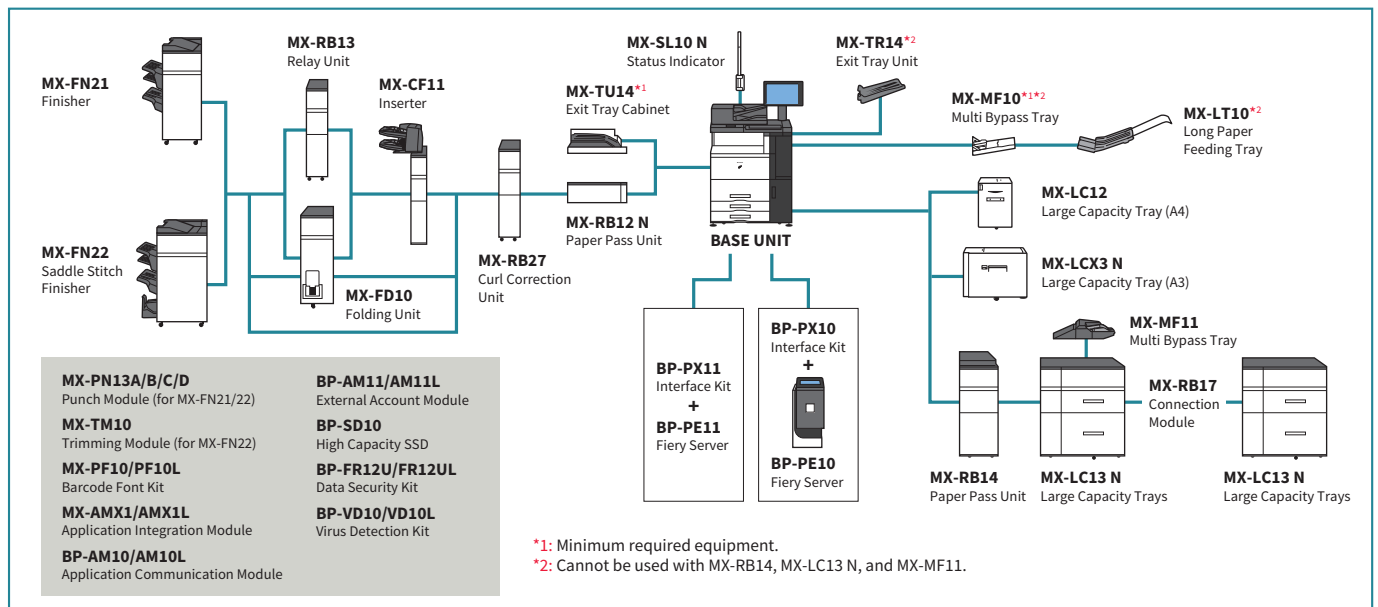 MX-FN21
Finisher
MX-FN22
Saddle Stitch
Finisher
MX-RB13
Relay Unit
MX-FD10
Folding Unit
MX-CF11
Inserter
MX-RB27
Curl Correction
Unit
MX-TU14*1
Exit Tray Cabinet
MX-RB12 N
Paper Pass Unit
MX-SL10 N
Status Indicator
BASE UNIT
MX-TR14*2
Exit Tray Unit
MX-MF10*1*2
Multi Bypass Tray
MX-LT10*2
Long Paper
Feeding Tray
MX-LC12
Large Capacity Tray (A4)
MX-LCX3 N
Large Capacity Tray (A3)
MX-MF11
Multi Bypass Tray
MX-RB17
Connection
Module
MX-RB14
Paper Pass Unit
MX-LC13 N
Large Capacity Trays
MX-LC13 N
Large Capacity Trays
BP-PX11
Interface Kit
+
BP-PE11
Fiery Server
BP-PX10
Interface Kit
+
BP-PE10
Fiery Server
MX-PN13A/B/C/D
Punch Module (for MX-FN21/22)
MX-TM10
Trimming Module (for MX-FN22)
MX-PF10/PF10L
Barcode Font Kit
MX-AMX1/AMX1L
Application Integration Module
BP-AM10/AM10L
Application Communication Module
BP-AM11/AM11L
External Account Module
BP-SD10
High Capacity SSD
BP-FR12U/FR12UL
Data Security Kit
BP-VD10/VD10L
Virus Detection Kit
*1: Minimum required equipment.
*2: Cannot be used with MX-RB14, MX-LC13 N, and MX-MF11.